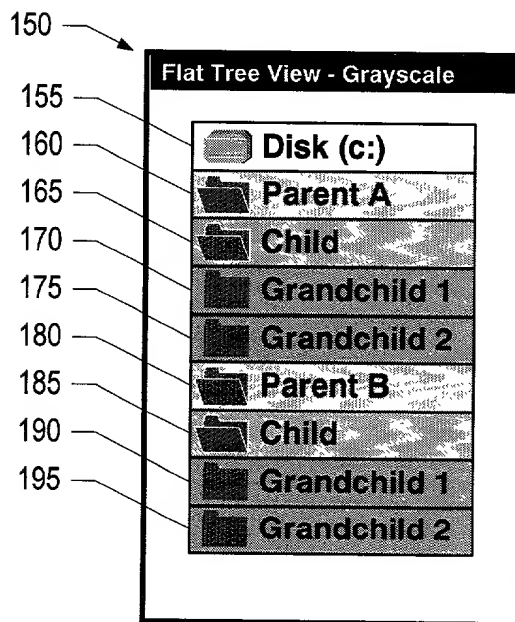 150
Flat Tree View - Grayscale
155 Disk (c:)
160 Parent A
165 Child
170 Grandchild 1
175 Grandchild 2
180 Parent B
185 Child
190 Grandchild 1
195 Grandchild 2